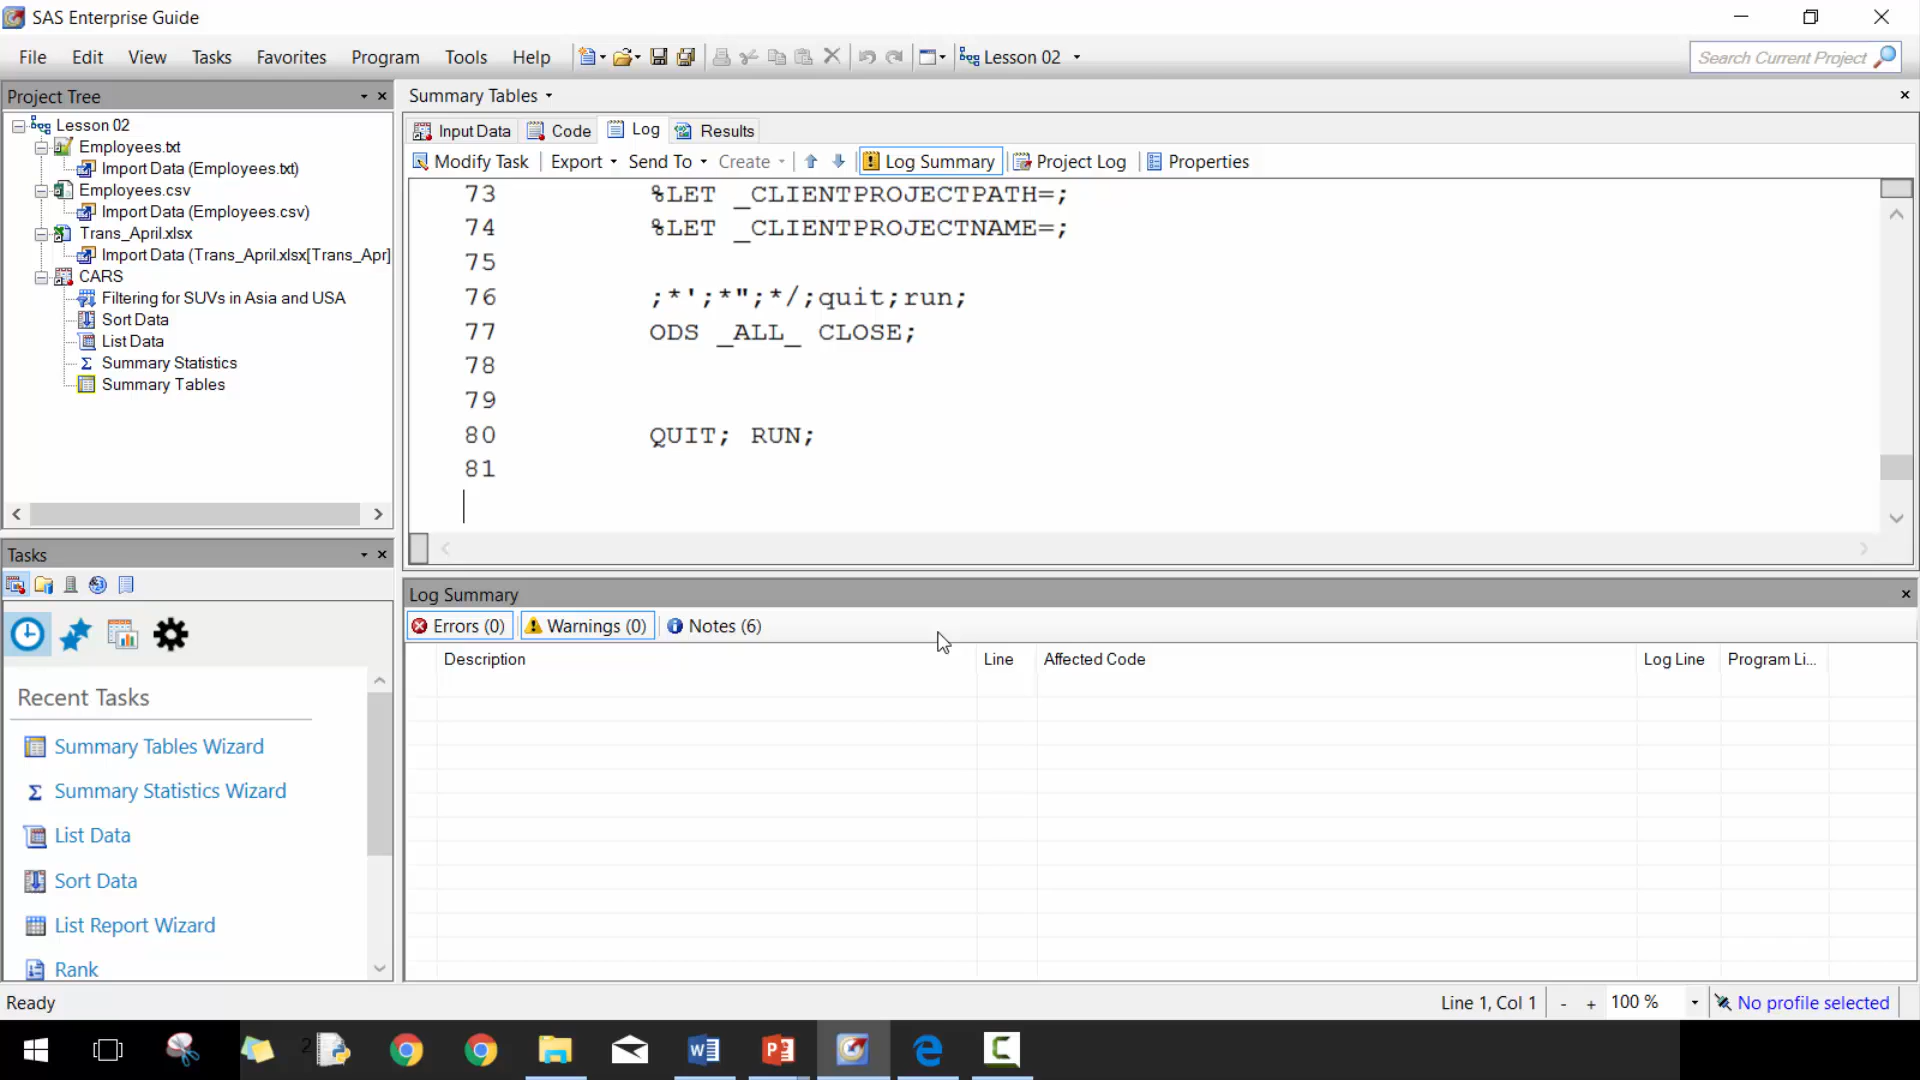 SAS Enterprise Guide
File Edit View Tasks Favorites Program Tools Help Lesson 02 Search Current Project
Project Tree
Lesson 02
Employees.txt
Import Data (Employees.txt)
Employees.csv
Import Data (Employees.csv)
Trans_April.xlsx
Import Data (Trans_April.xlsx[Trans_Apr]
CARS
Filtering for SUVs in Asia and USA
Sort Data
List Data
Summary Statistics
Summary Tables
Summary Tables
Input Data Code Log Results
Modify Task Export Send To Create Log Summary Project Log Properties
73 %LET _CLIENTPROJECTPATH=;
74 %LET _CLIENTPROJECTNAME=;
75
76 ;*';*";*/;quit;run;
77 ODS _ALL_ CLOSE;
78
79
80 QUIT; RUN;
81
Tasks
Recent Tasks
Summary Tables Wizard
Summary Statistics Wizard
List Data
Sort Data
List Report Wizard
Rank
Log Summary
Errors (0) Warnings (0) Notes (6)
Description Line Affected Code Log Line Program Li...
Ready Line 1, Col 1 - + 100 % No profile selected